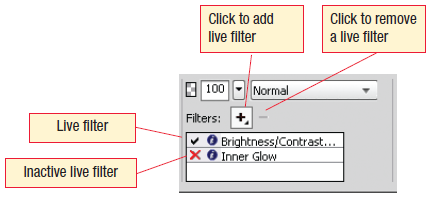 Click to add
live filter
Click to remove
a live filter
100
Normal
Filters:
Live filter
Brightness/Contrast...
Inactive live filter
Inner Glow